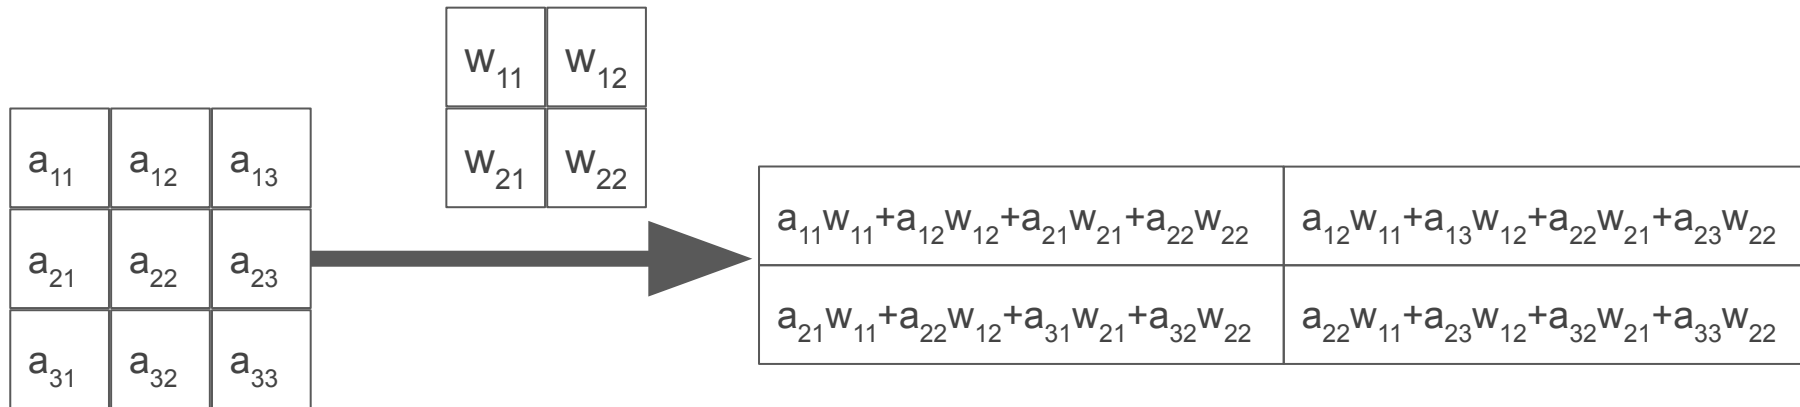 w₁₁ w₁₂
w₂₁ w₂₂
a₁₁ a₁₂ a₁₃
a₂₁ a₂₂ a₂₃
a₃₁ a₃₂ a₃₃
a₁₁w₁₁+a₁₂w₁₂+a₂₁w₂₁+a₂₂w₂₂ a₁₂w₁₁+a₁₃w₁₂+a₂₂w₂₁+a₂₃w₂₂
a₂₁w₁₁+a₂₂w₁₂+a₃₁w₂₁+a₃₂w₂₂ a₂₂w₁₁+a₂₃w₁₂+a₃₂w₂₁+a₃₃w₂₂